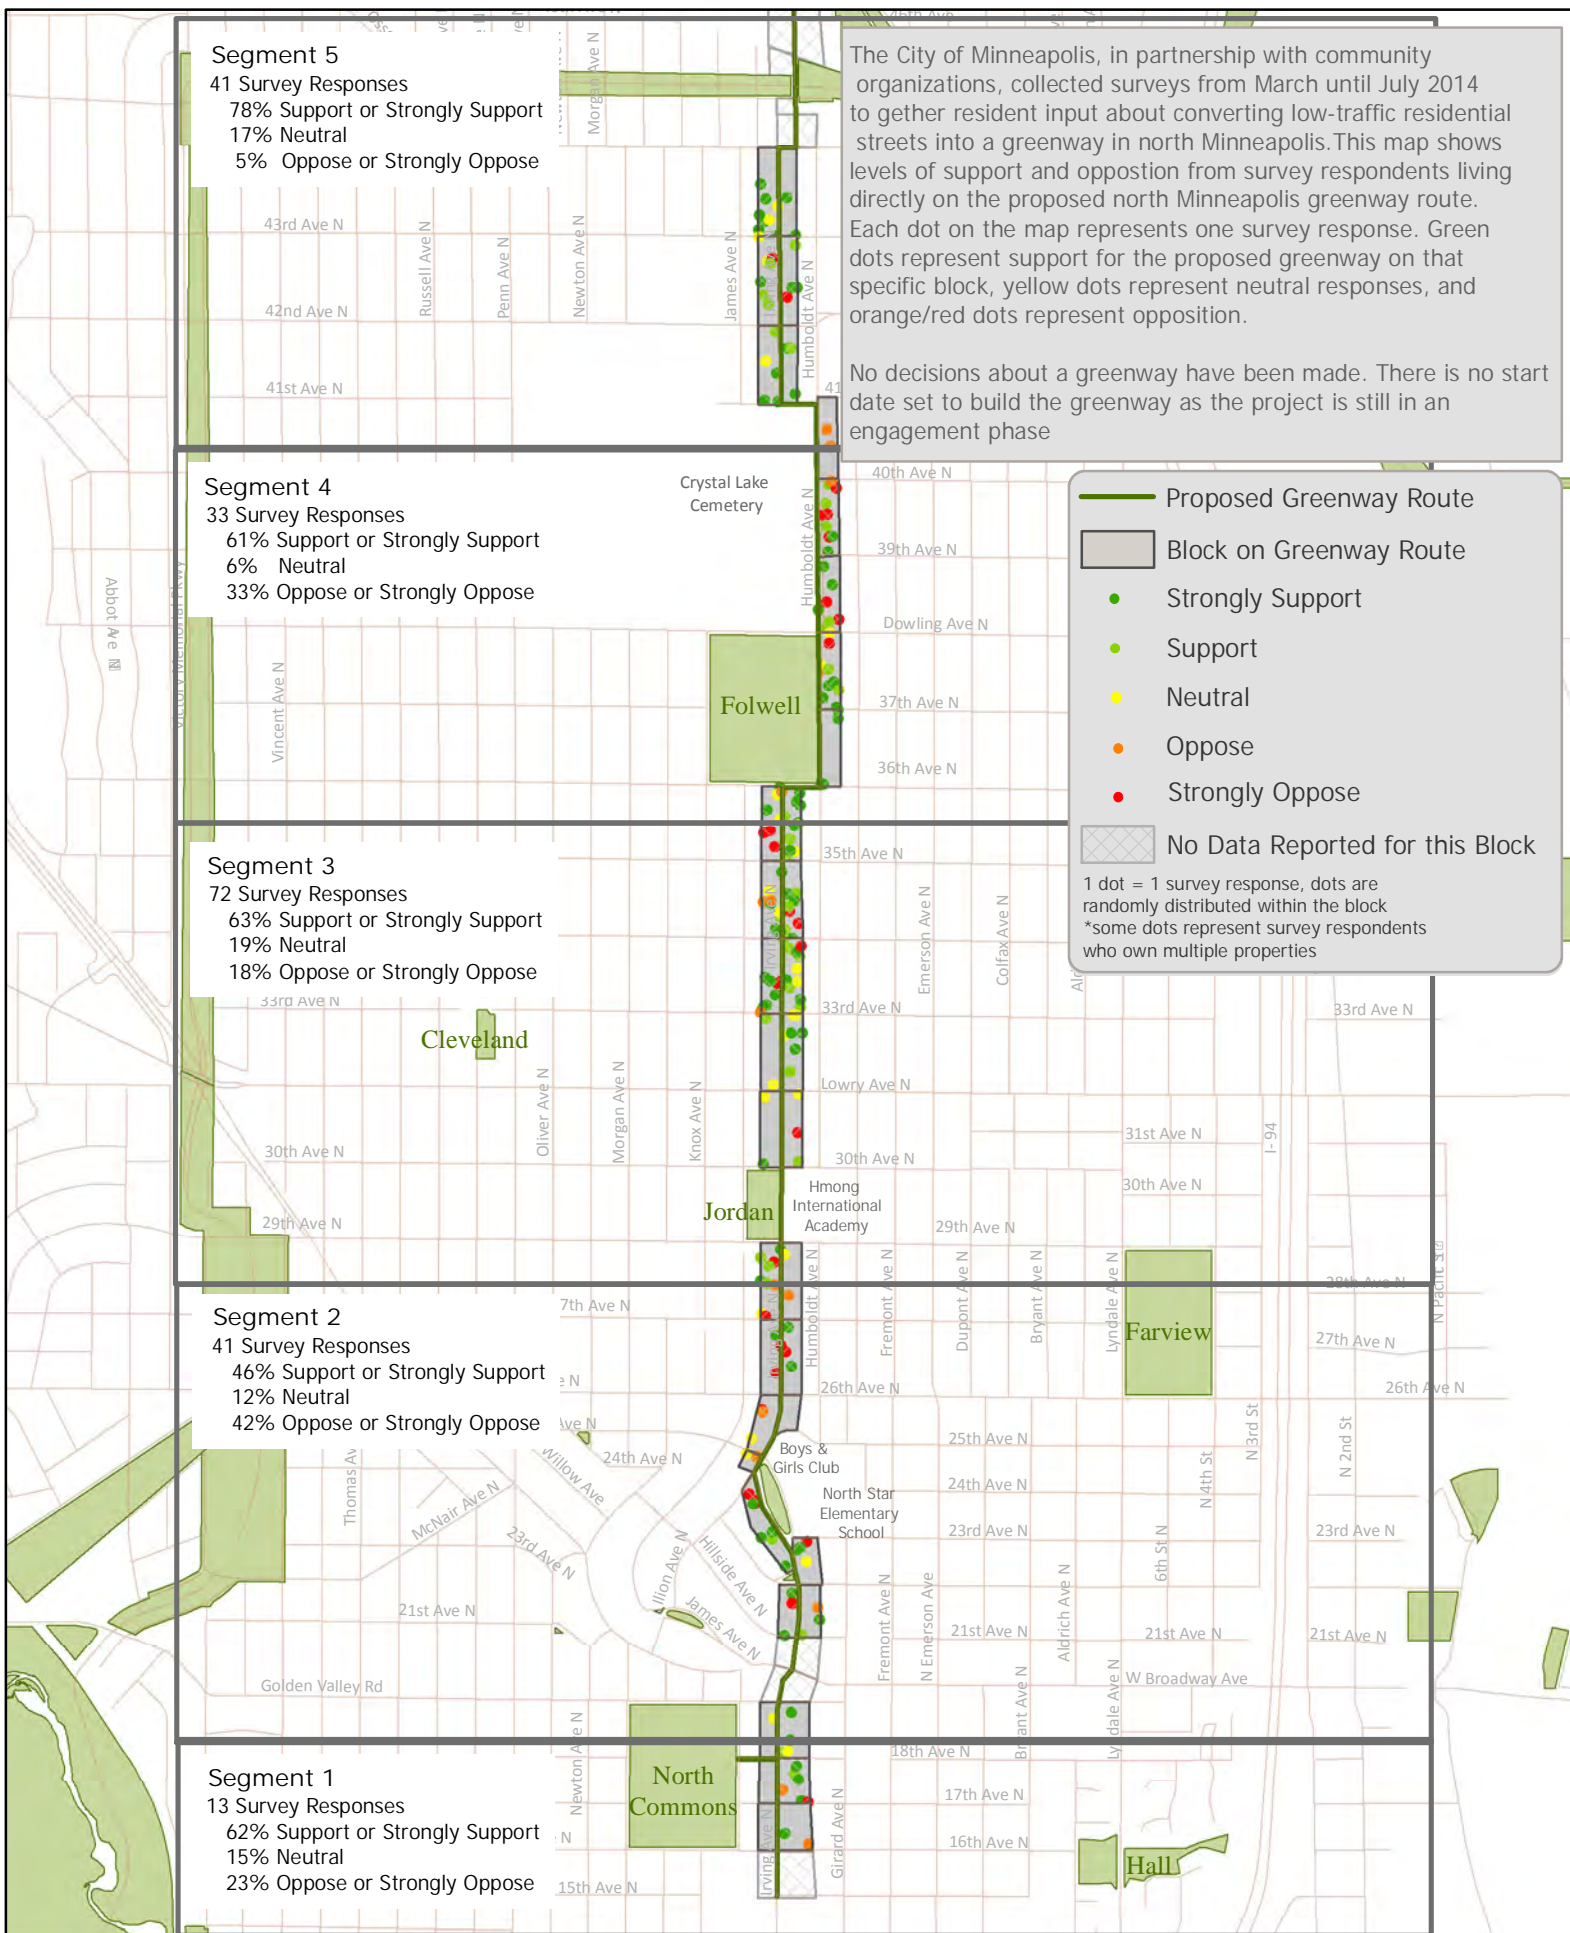 Segment 5
41 Survey Responses
78% Support or Strongly Support
17% Neutral
5% Oppose or Strongly Oppose
The City of Minneapolis, in partnership with community
organizations, collected surveys from March until July 2014
to gether resident input about converting low-traffic residential
streets into a greenway in north Minneapolis.This map shows
levels of support and oppostion from survey respondents living
directly on the proposed north Minneapolis greenway route.
Each dot on the map represents one survey response. Green
dots represent support for the proposed greenway on that
specific block, yellow dots represent neutral responses, and
orange/red dots represent opposition.
No decisions about a greenway have been made. There is no start
date set to build the greenway as the project is still in an
engagement phase
Morgan Ave N
43rd Ave N
Russell Ave N
Penn Ave N
Newton Ave N
James Ave N
Humboldt Ave N
42nd Ave N
41st Ave N
Segment 4
33 Survey Responses
61% Support or Strongly Support
6% Neutral
33% Oppose or Strongly Oppose
Crystal Lake
Cemetery
Humboldt Ave N
40th Ave N
39th Ave N
Dowling Ave N
37th Ave N
36th Ave N
Vincent Ave N
Folwell
Proposed Greenway Route
Block on Greenway Route
Strongly Support
Support
Neutral
Oppose
Strongly Oppose
No Data Reported for this Block
1 dot = 1 survey response, dots are
randomly distributed within the block
*some dots represent survey respondents
who own multiple properties
Segment 3
72 Survey Responses
63% Support or Strongly Support
19% Neutral
18% Oppose or Strongly Oppose
35th Ave N
Emerson Ave N
Colfax Ave N
33rd Ave N
33rd Ave N
33rd Ave N
Cleveland
Oliver Ave N
Morgan Ave N
Knox Ave N
Lowry Ave N
31st Ave N
I-94
30th Ave N
30th Ave N
30th Ave N
Jordan
Hmong
International
Academy
29th Ave N
29th Ave N
28th Ave N
Segment 2
41 Survey Responses
46% Support or Strongly Support
12% Neutral
42% Oppose or Strongly Oppose
7th Ave N
Humboldt Ave N
Fremont Ave N
Dupont Ave N
Bryant Ave N
Lyndale Ave N
Farview
27th Ave N
26th Ave N
26th Ave N
Thomas Av
McNair Ave N
Willow Ave
24th Ave N
23rd Ave N
Boys &
Girls Club
North Star
Elementary
School
25th Ave N
24th Ave N
23rd Ave N
23rd Ave N
N 4th St
N 3rd St
N 2nd St
6th St N
Hillside Ave N
James Ave N
21st Ave N
Fremont Ave N
N Emerson Ave
Aldrich Ave N
21st Ave N
21st Ave N
21st Ave N
Golden Valley Rd
W Broadway Ave
Bryant Ave N
Lyndale Ave N
Segment 1
13 Survey Responses
62% Support or Strongly Support
15% Neutral
23% Oppose or Strongly Oppose
Newton Ave N
North
Commons
18th Ave N
17th Ave N
16th Ave N
Irving Ave N
Girard Ave N
15th Ave N
Hall